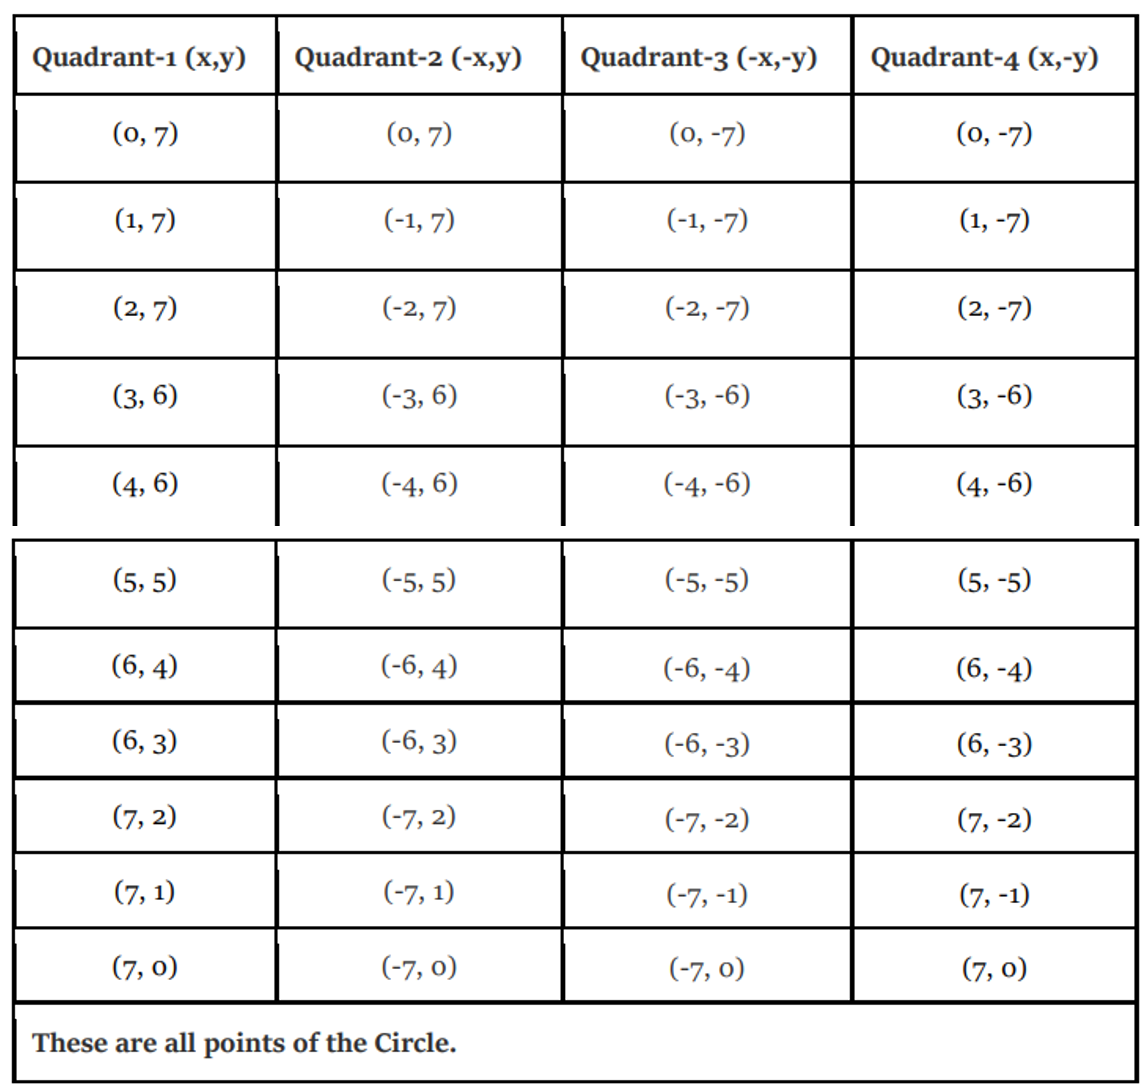 Quadrant-1 (x,y) Quadrant-2 (-x,y) Quadrant-3 (-x,-y) Quadrant-4 (x,-y)
(0, 7) (0, 7) (0, -7) (0, -7)
(1, 7) (-1, 7) (-1, -7) (1, -7)
(2, 7) (-2, 7) (-2, -7) (2, -7)
(3, 6) (-3, 6) (-3, -6) (3, -6)
(4, 6) (-4, 6) (-4, -6) (4, -6)
(5, 5) (-5, 5) (-5, -5) (5, -5)
(6, 4) (-6, 4) (-6, -4) (6, -4)
(6, 3) (-6, 3) (-6, -3) (6, -3)
(7, 2) (-7, 2) (-7, -2) (7, -2)
(7, 1) (-7, 1) (-7, -1) (7, -1)
(7, 0) (-7, 0) (-7, 0) (7, 0)
These are all points of the Circle.